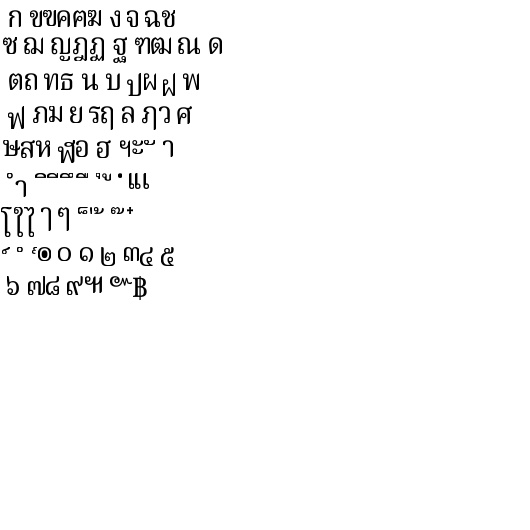 ก ขฃคฅฆ ง จ ฉช
ซ ฌ ญฎฏ ฐ ฑฒณ ด
ตถ ทธ น บ ปผ ฝ พ
ฟ ภม ย รฤ ล ฦว ศ
ษสห ฬอ ฮ ฯะั า
ำ ิีึื ุู ฺ เแ
โใไ ๅ ๆ ็่้ ๊๋
์ ํ ๎๏๐ ๑ ๒ ๓๔ ๕
๖ ๗๘ ๙๚ ๛฿